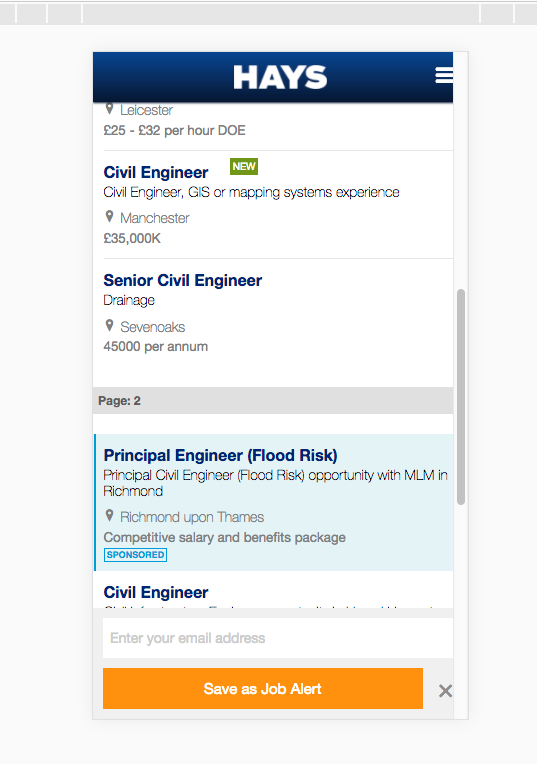 HAYS
Leicester
£25 - £32 per hour DOE
Civil Engineer NEW
Civil Engineer, GIS or mapping systems experience
Manchester
£35,000K
Senior Civil Engineer
Drainage
Sevenoaks
45000 per annum
Page: 2
Principal Engineer (Flood Risk)
Principal Civil Engineer (Flood Risk) opportunity with MLM in
Richmond
Richmond upon Thames
Competitive salary and benefits package
SPONSORED
Civil Engineer
Enter your email address
Save as Job Alert